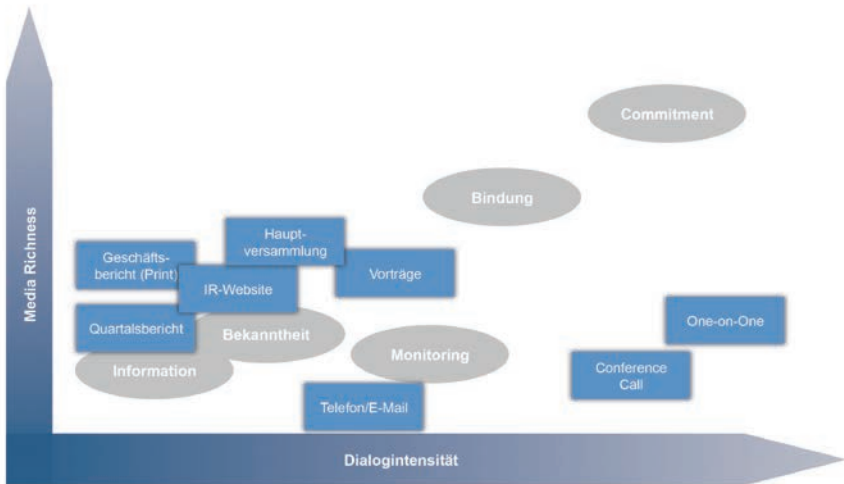 Commitment
Bindung
Haupt-
versammlung
Geschäfts-
bericht (Print)
IR-Website
Vorträge
Quartalsbericht
Bekanntheit
One-on-One
Monitoring
Information
Conference
Call
Telefon/E-Mail
Media Richness
Dialogintensität